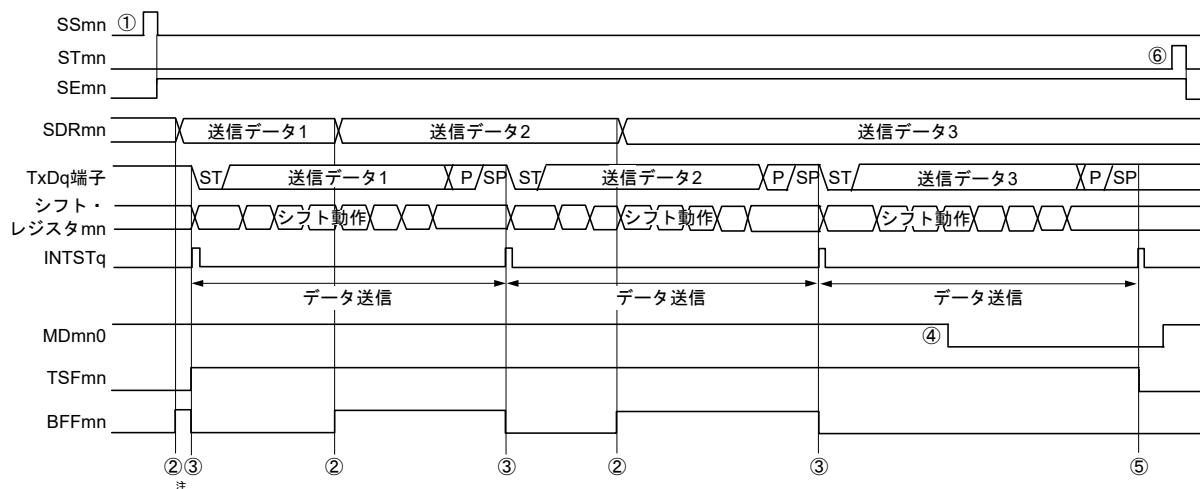 SSmn ①
STmn ⑥
SEmn
SDRmn 送信データ1 送信データ2 送信データ3
TxDq端子 ST 送信データ1 P SP ST 送信データ2 P SP ST 送信データ3 P SP
シフト・
レジスタmn シフト動作 シフト動作 シフト動作
INTSTq
データ送信 データ送信 データ送信
MDmn0 ④
TSFmn
BFFmn
②③ ② ③ ② ③ ⑤
注